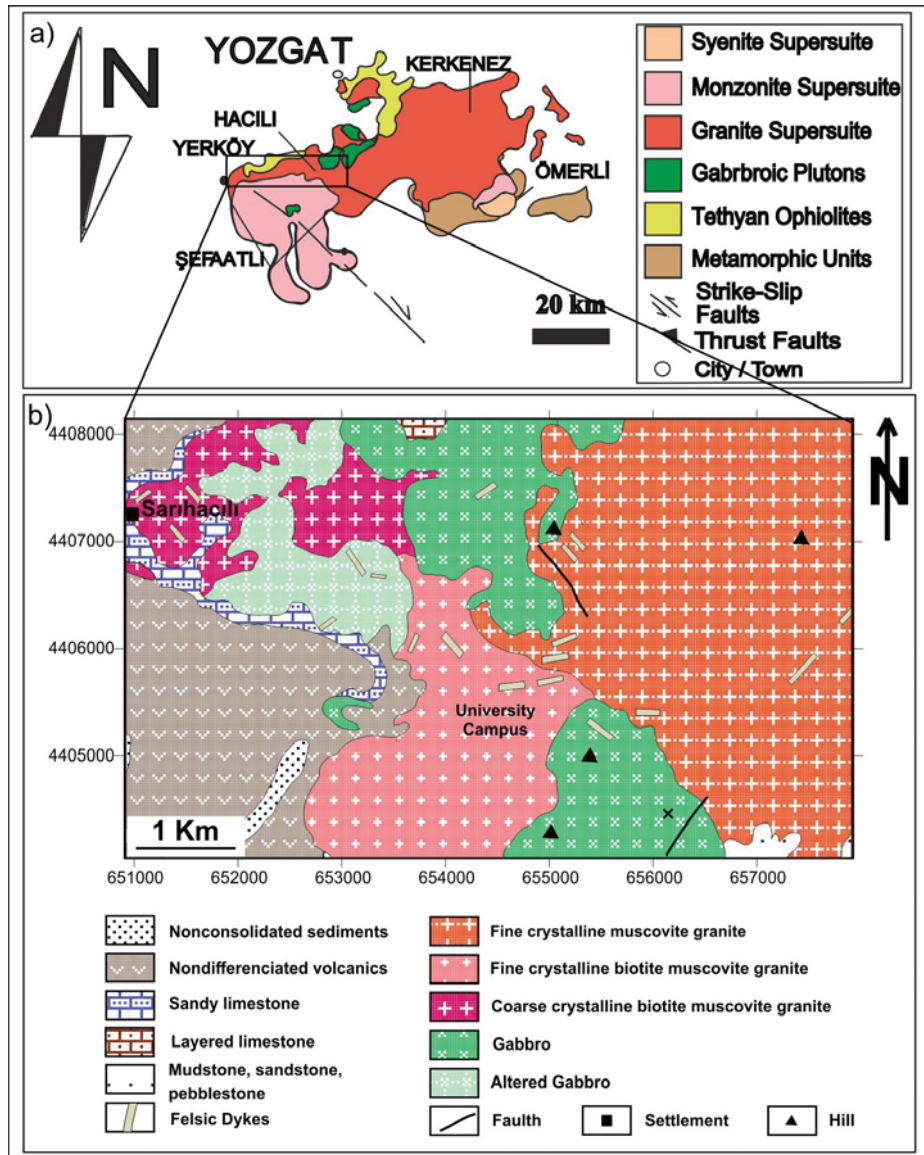 a)
N
YOZGAT
KERKENEZ
HACILI
YERKÖY
ÖMERLİ
ŞEFAATLI
20 km
Syenite Supersuite
Monzonite Supersuite
Granite Supersuite
Gabrbroic Plutons
Tethyan Ophiolites
Metamorphic Units
Strike-Slip
Faults
Thrust Faults
City / Town
b)
N
4408000
4407000
4406000
4405000
Sarıhacılı
University
Campus
1 Km
651000
652000
653000
654000
655000
656000
657000
Nonconsolidated sediments
Nondifferenciated volcanics
Sandy limestone
Layered limestone
Mudstone, sandstone,
pebblestone
Felsic Dykes
Fine crystalline muscovite granite
Fine crystalline biotite muscovite granite
Coarse crystalline biotite muscovite granite
Gabbro
Altered Gabbro
Faulth
Settlement
Hill